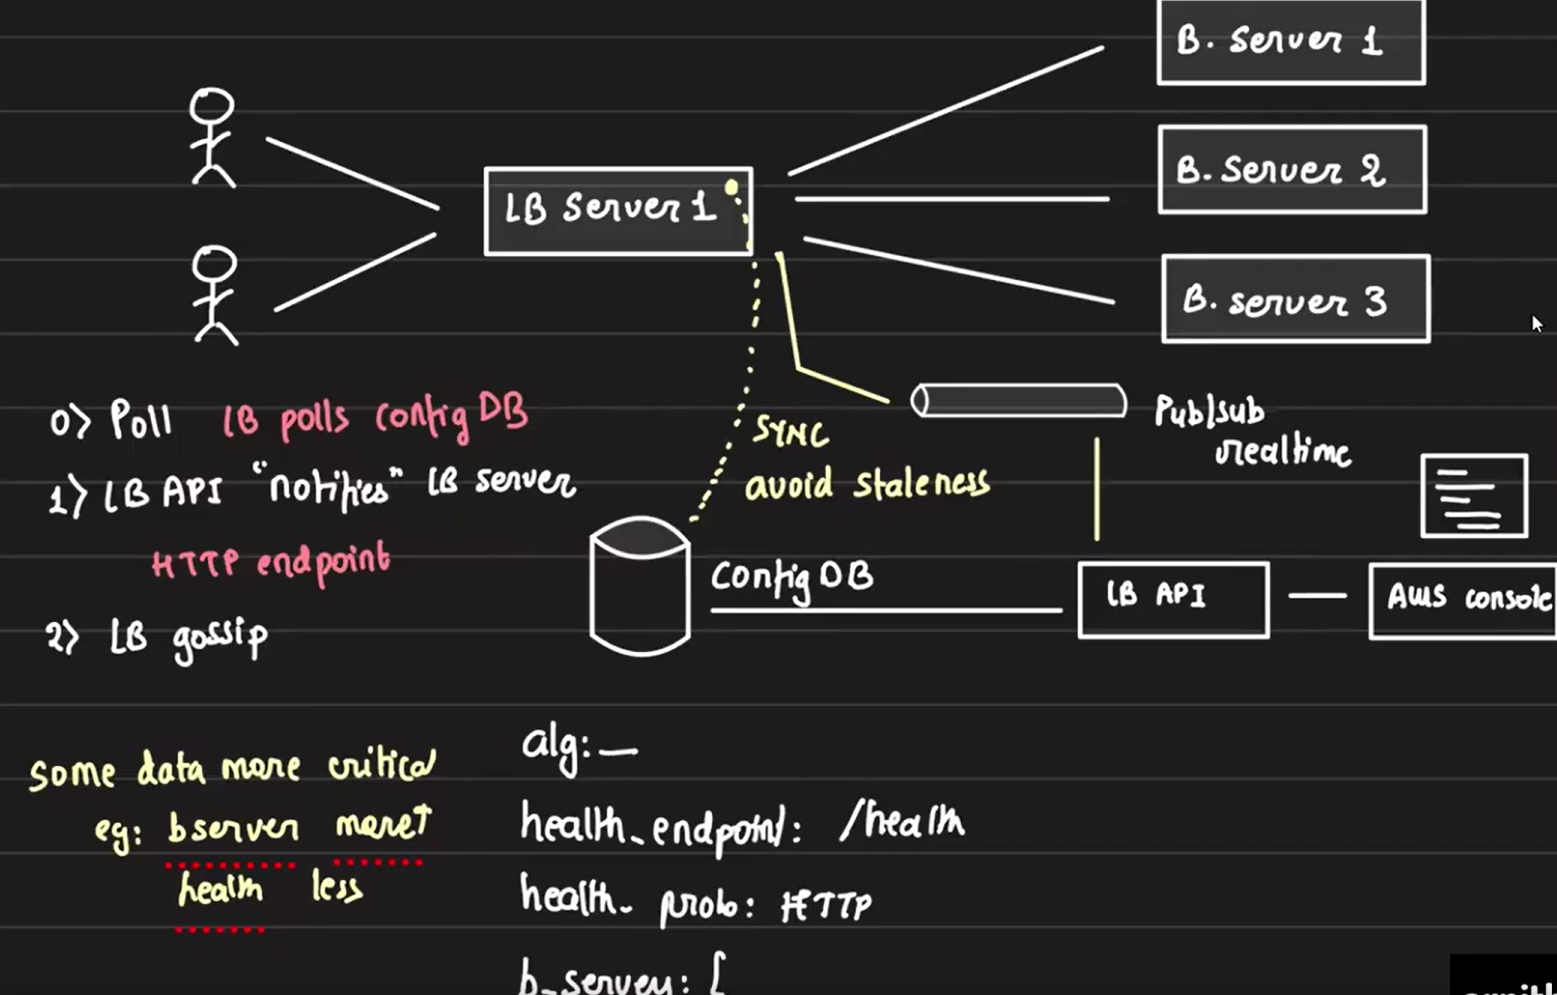 B. Server 1
B. Server 2
LB Server 1
B. server 3
0> Poll LB polls config DB
Pub/sub
realtime
SYNC
avoid staleness
1) LB API "notifies" LB server
HTTP endpoint
Config DB
LB API
AWS console
2) LB gossip
some data more critical
eg: bserver more↑
health less
alg: —
health_endpoint: /health
health_prob: HTTP
b_server: [